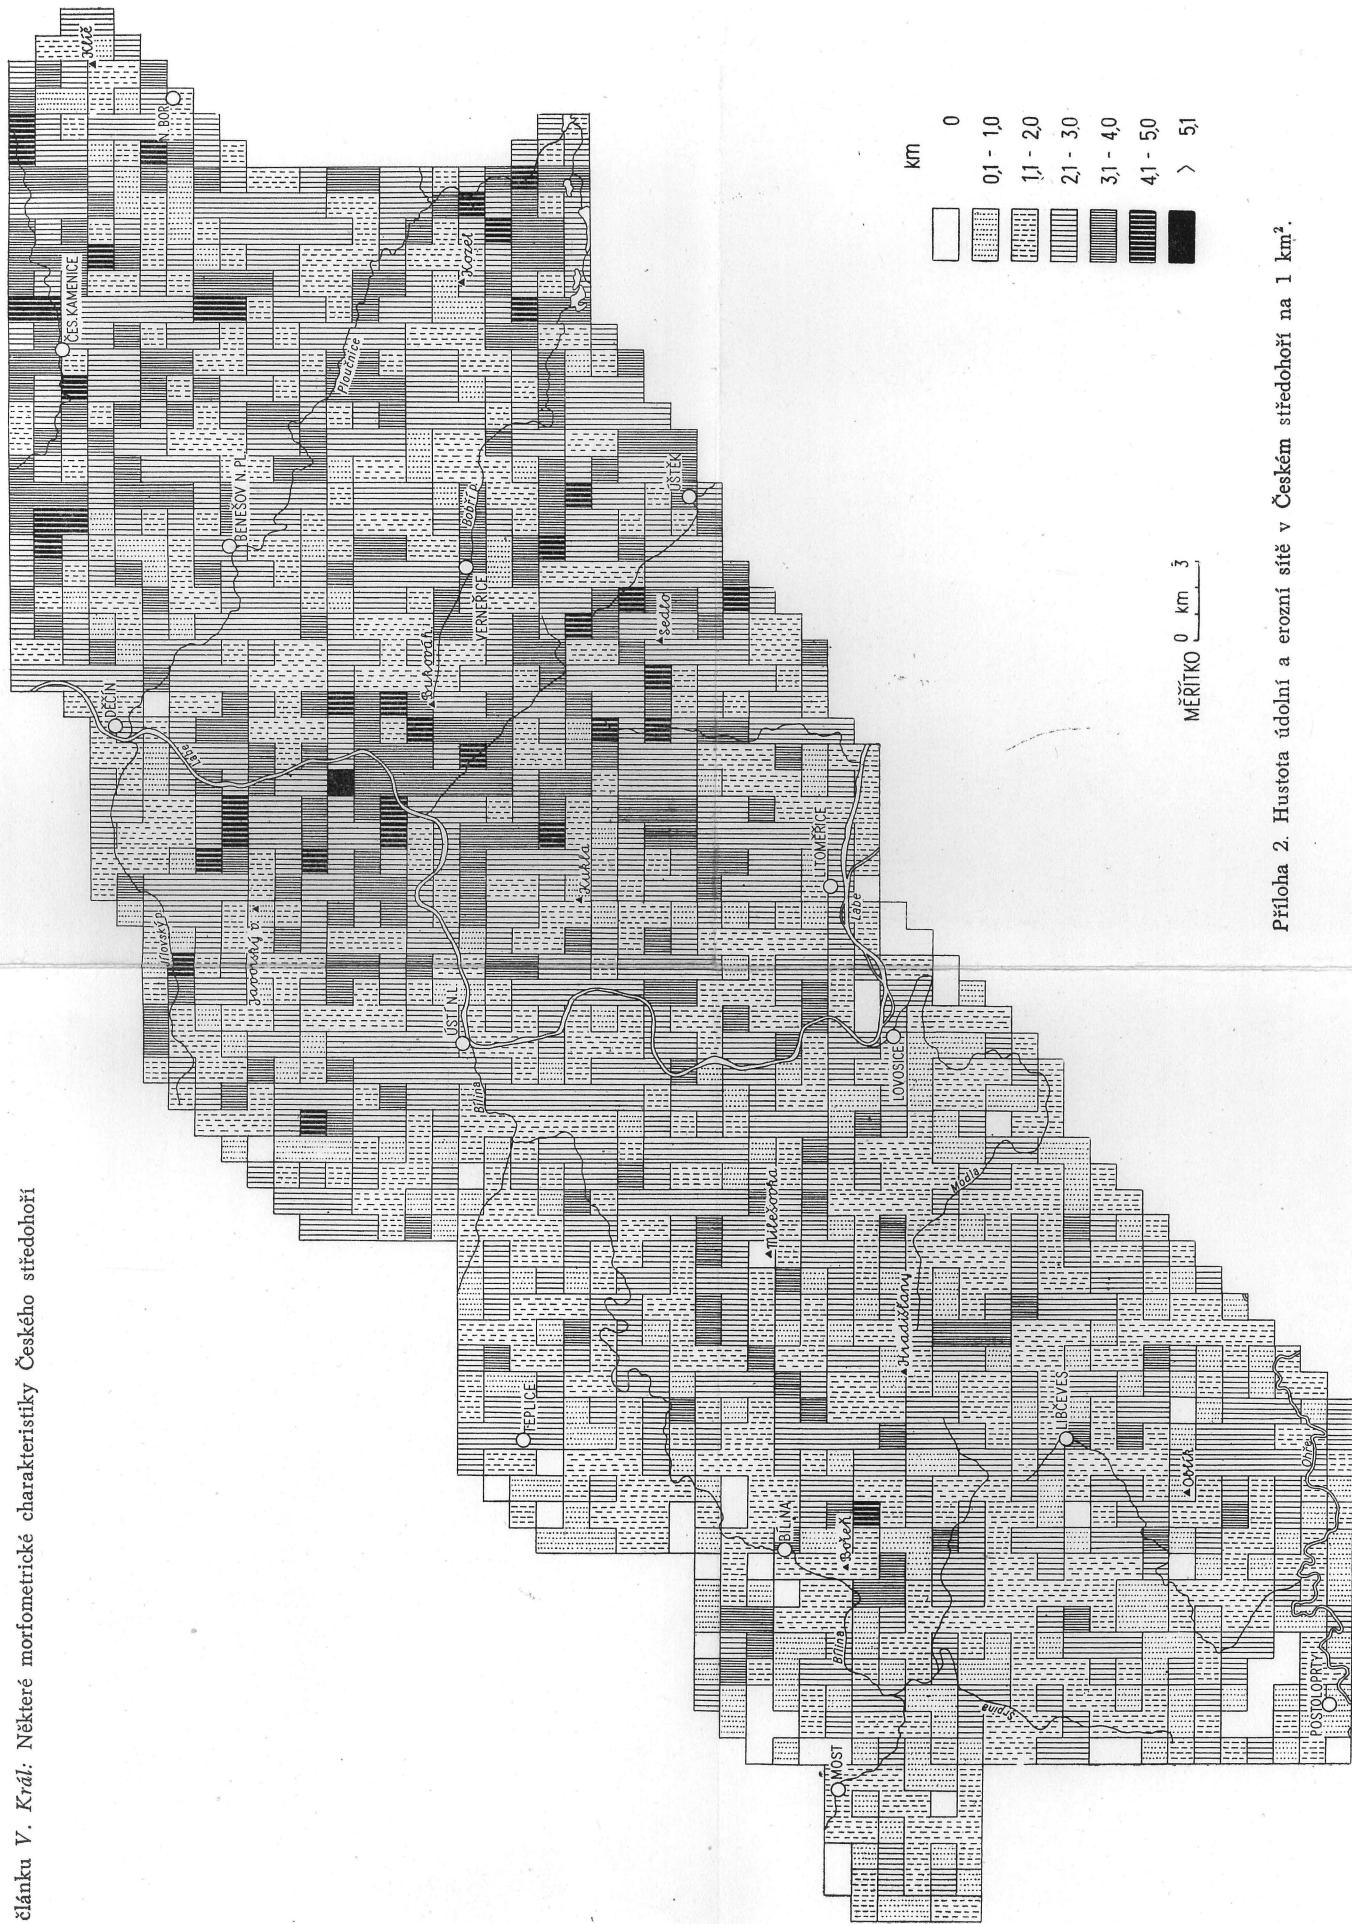 článku V. Král: Některé morfometrické charakteristiky Českého středohoří
MOST
Bílina
Srpina
POSTOLOPRTY
Ohře
BÍLINA
Bořeň
TEPLICE
LIBČEVES
Oblík
Hradišťany
Milešovka
Modla
Bílina
ÚSTÍ N.L.
LOVOSICE
Jílovský p.
Javorský v.
Kukla
LITOMĚŘICE
Labe
Labe
DĚČÍN
Buková h.
VERNEŘICE
Bobří p.
Sedlo
ÚŠTĚK
BENEŠOV N. PL.
Ploučnice
ČES. KAMENICE
Kozel
N. BOR
Klíč
km
0
0,1 - 1,0
1,1 - 2,0
2,1 - 3,0
3,1 - 4,0
4,1 - 5,0
> 5,1
MĚŘÍTKO 0 km 3
Příloha 2. Hustota údolní a erozní sítě v Českém středohoří na 1 km².